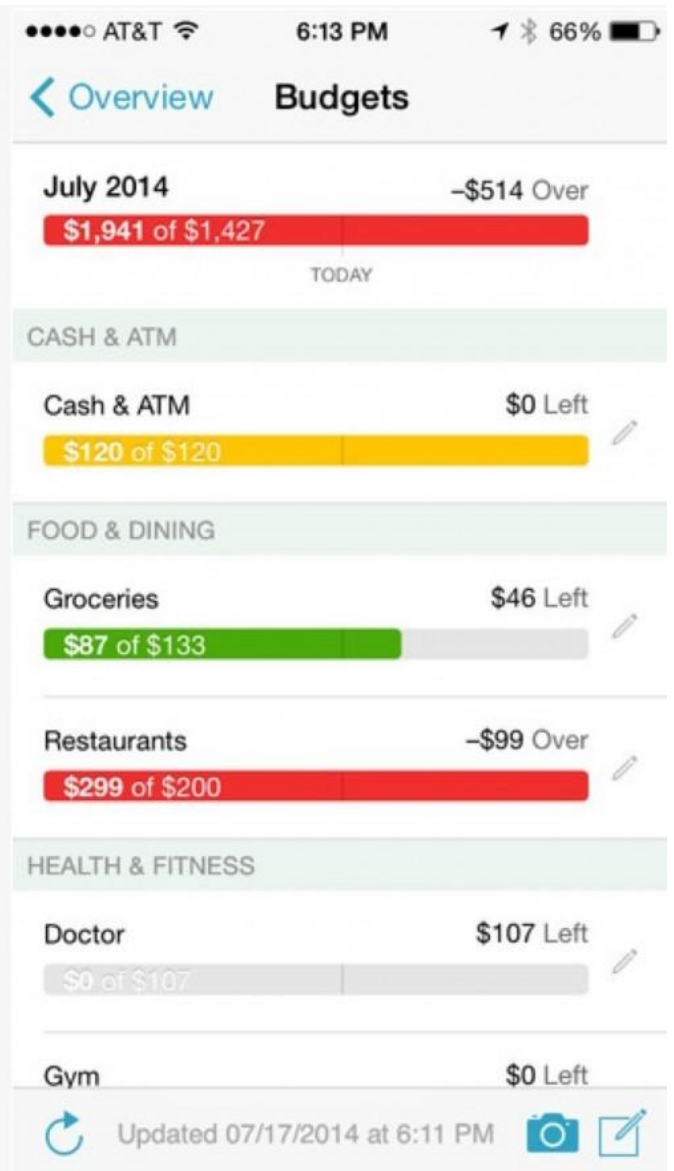 AT&T 6:13 PM 66%
Overview Budgets
July 2014 –$514 Over
$1,941 of $1,427
TODAY
CASH & ATM
Cash & ATM $0 Left
$120 of $120
FOOD & DINING
Groceries $46 Left
$87 of $133
Restaurants –$99 Over
$299 of $200
HEALTH & FITNESS
Doctor $107 Left
$0 of $107
Gym $0 Left
Updated 07/17/2014 at 6:11 PM